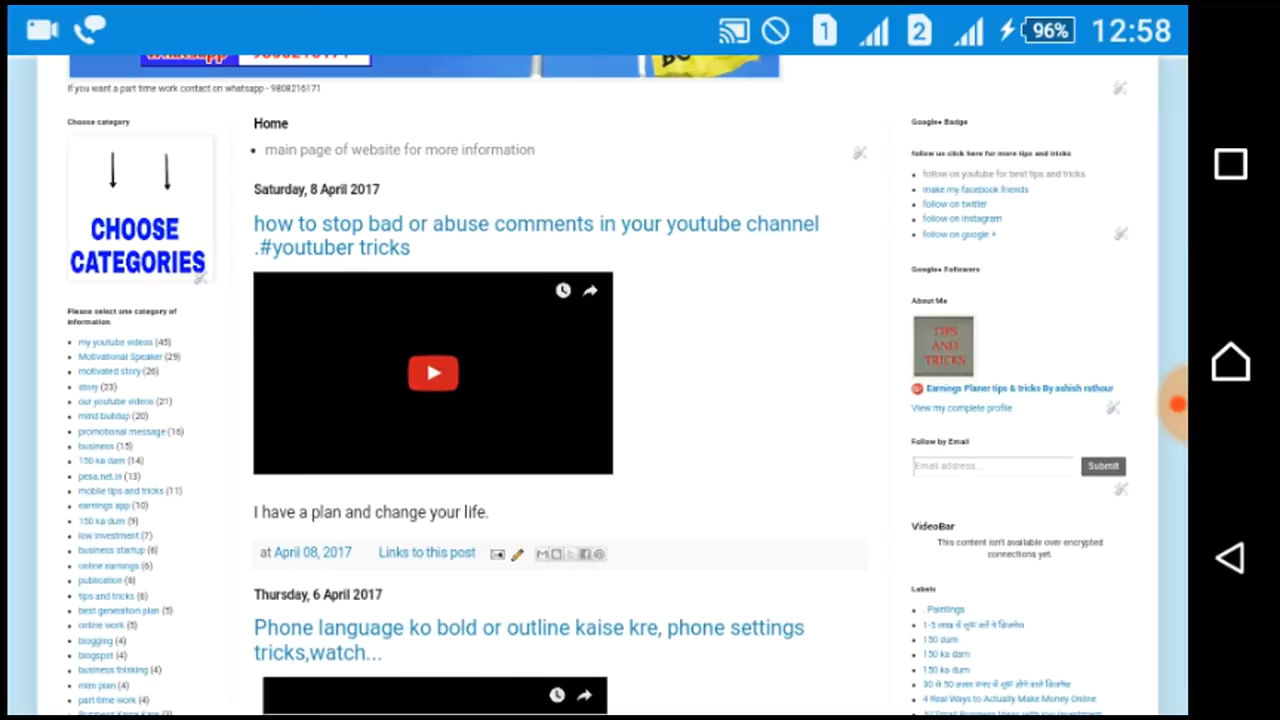 96% 12:58
1 2
Whatsapp 9808216171
If you want a part time work contact on whatsapp - 9808216171
Choose category
CHOOSE
CATEGORIES
Please select one category of
information
my youtube videos (45)
Motivational Speaker (29)
motivated story (26)
story (23)
our youtube videos (21)
mind buildup (20)
promotional message (16)
business (15)
150 ka dam (14)
pesa.net.in (13)
mobile tips and tricks (11)
earnings app (10)
150 ka dum (9)
low investment (7)
business startup (6)
online earnings (6)
publication (6)
tips and tricks (6)
best generation plan (5)
online work (5)
blogging (4)
blogspot (4)
business thinking (4)
mlm plan (4)
part time work (4)
Home
main page of website for more information
Saturday, 8 April 2017
how to stop bad or abuse comments in your youtube channel
.#youtuber tricks
I have a plan and change your life.
at April 08, 2017 Links to this post
Thursday, 6 April 2017
Phone language ko bold or outline kaise kre, phone settings
tricks,watch...
Google+ Badge
follow us click here for more tips and tricks
follow on youtube for best tips and tricks
make my facebook friends
follow on twitter
follow on instagram
follow on google +
Google+ Followers
About Me
TIPS
AND
TRICKS
Earnings Planer tips & tricks By ashish rathour
View my complete profile
Follow by Email
Email address...
Submit
VideoBar
This content isn't available over encrypted
connections yet.
Labels
. Paintings
150 dum
150 ka dam
150 ka dum
4 Real Ways to Actually Make Money Online